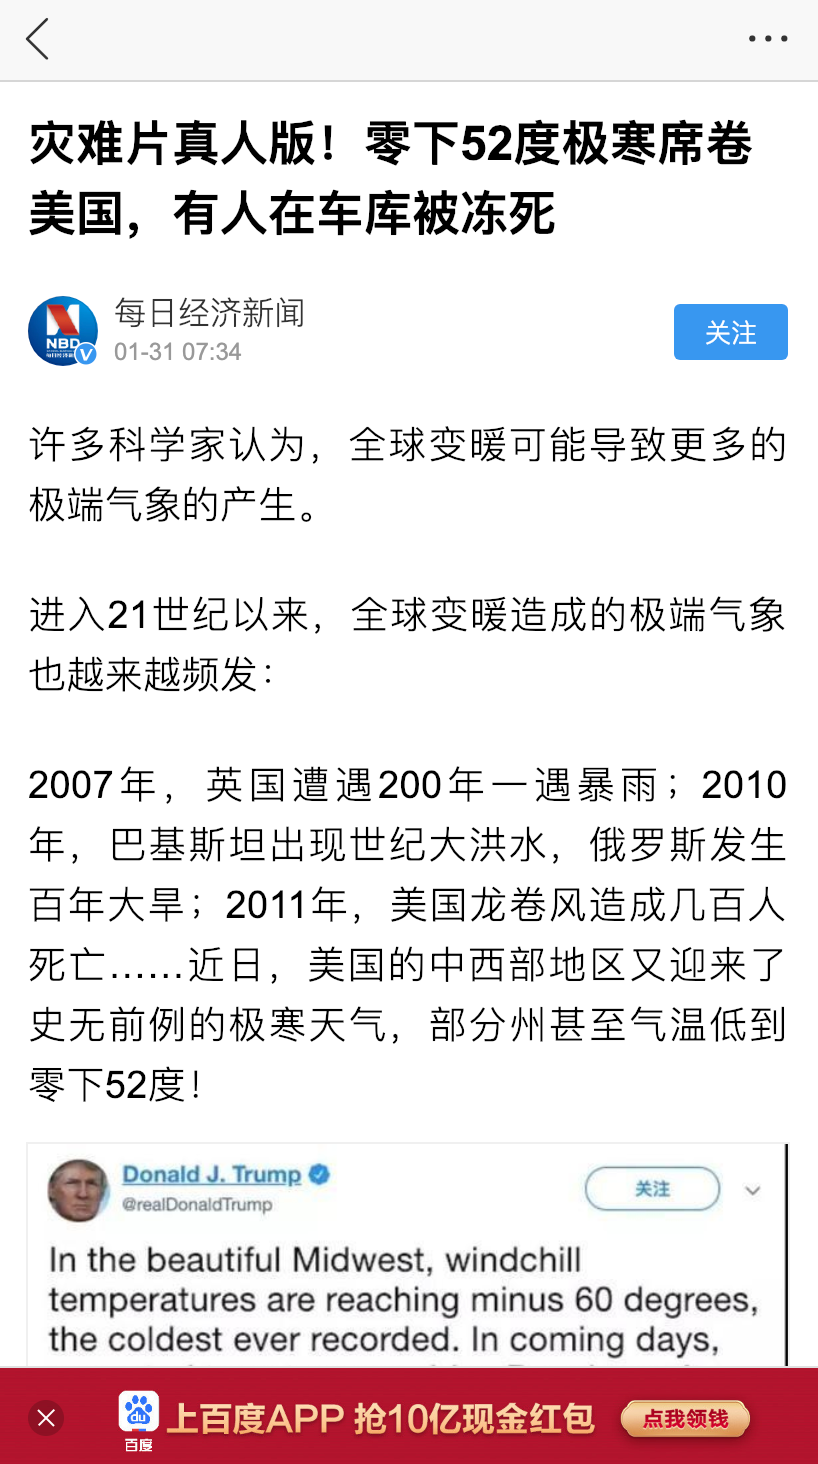 灾难片真人版！零下52度极寒席卷
美国，有人在车库被冻死
NBD
每日经济新闻
01-31 07:34
关注
许多科学家认为，全球变暖可能导致更多的
极端气象的产生。
进入21世纪以来，全球变暖造成的极端气象
也越来越频发：
2007年，英国遭遇200年一遇暴雨；2010
年，巴基斯坦出现世纪大洪水，俄罗斯发生
百年大旱；2011年，美国龙卷风造成几百人
死亡……近日，美国的中西部地区又迎来了
史无前例的极寒天气，部分州甚至气温低到
零下52度！
Donald J. Trump
@realDonaldTrump
关注
In the beautiful Midwest, windchill
temperatures are reaching minus 60 degrees,
the coldest ever recorded. In coming days,
du
百度
上百度APP 抢10亿现金红包
点我领钱